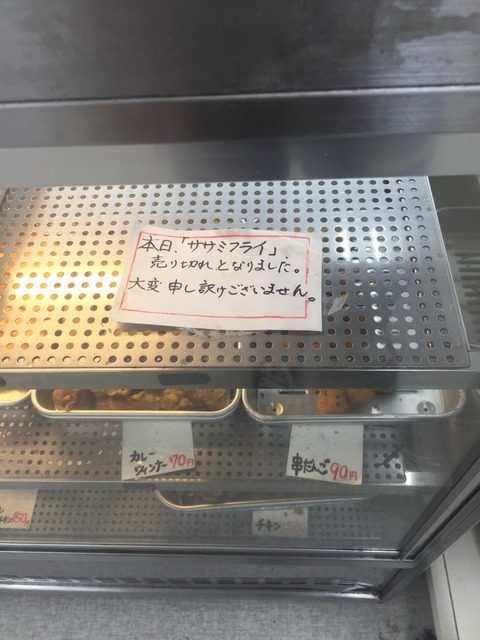 本日、「ササミフライ」
売り切れとなりました。
大変申し訳けございません。
カレー
ウィンナー 70円
串だんご 90円
チキン